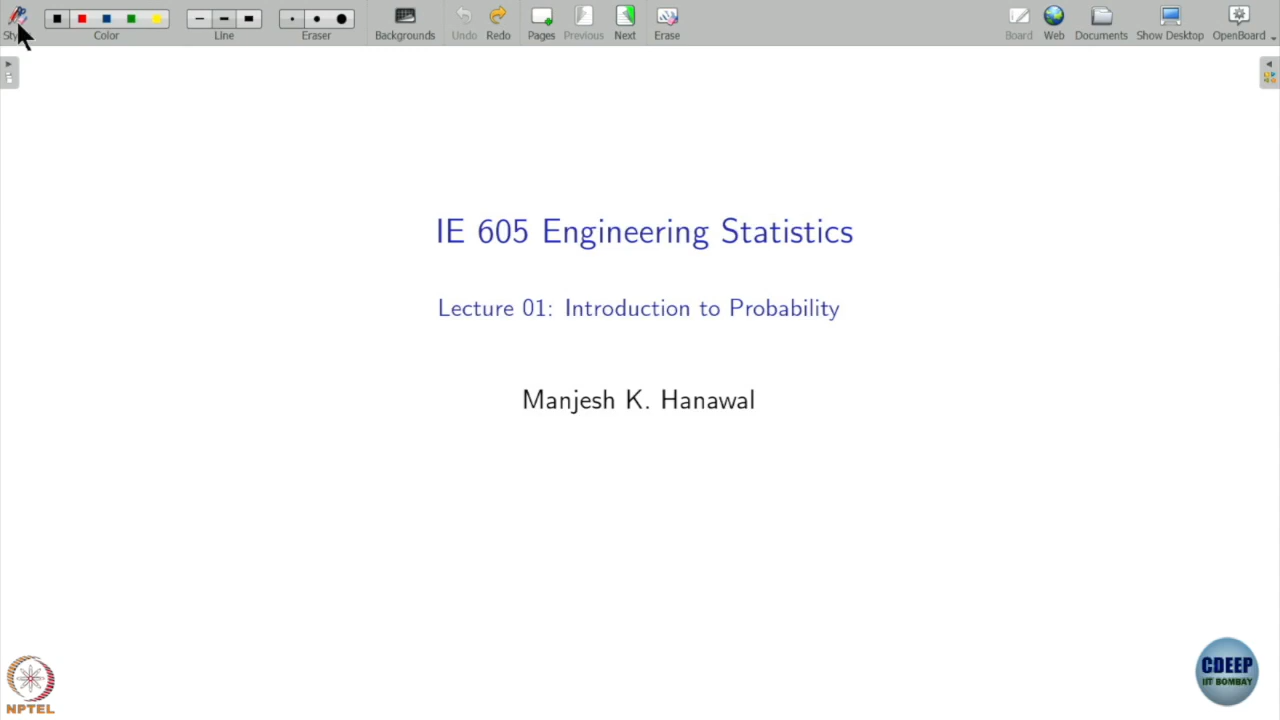 Color
Line
Eraser
Backgrounds
Undo
Redo
Pages
Previous
Next
Erase
Board
Web
Documents
Show Desktop
OpenBoard
IE 605 Engineering Statistics
Lecture 01: Introduction to Probability
Manjesh K. Hanawal
NPTEL
CDEEP
IIT BOMBAY